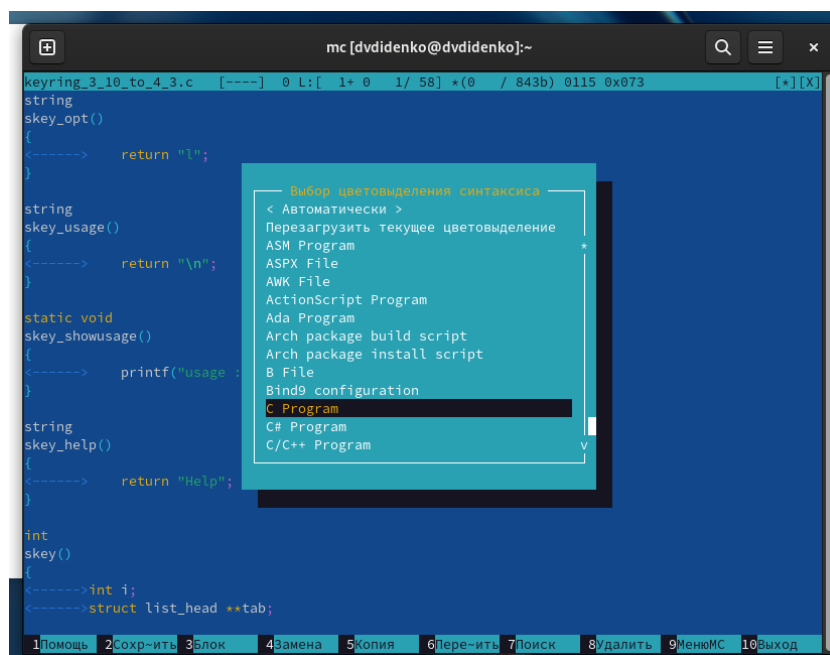 mc [dvdidenko@dvdidenko]:~
keyring_3_10_to_4_3.c [----] 0 L:[ 1+ 0 1/ 58] *(0 / 843b) 0115 0x073 [*][X]
string
skey_opt()
{
<------> return "l";
}
string
skey_usage()
{
<------> return "\n";
}
static void
skey_showusage()
{
<------> printf("usage :
}
string
skey_help()
{
<------> return "Help";
}
int
skey()
{
<------>int i;
<------>struct list_head **tab;
Выбор цветовыделения синтаксиса
< Автоматически >
Перезагрузить текущее цветовыделение
ASM Program
ASPX File
AWK File
ActionScript Program
Ada Program
Arch package build script
Arch package install script
B File
Bind9 configuration
C Program
C# Program
C/C++ Program
1Помощь 2Сохр~ить 3Блок 4Замена 5Копия 6Пере~ить 7Поиск 8Удалить 9МенюMC 10Выход